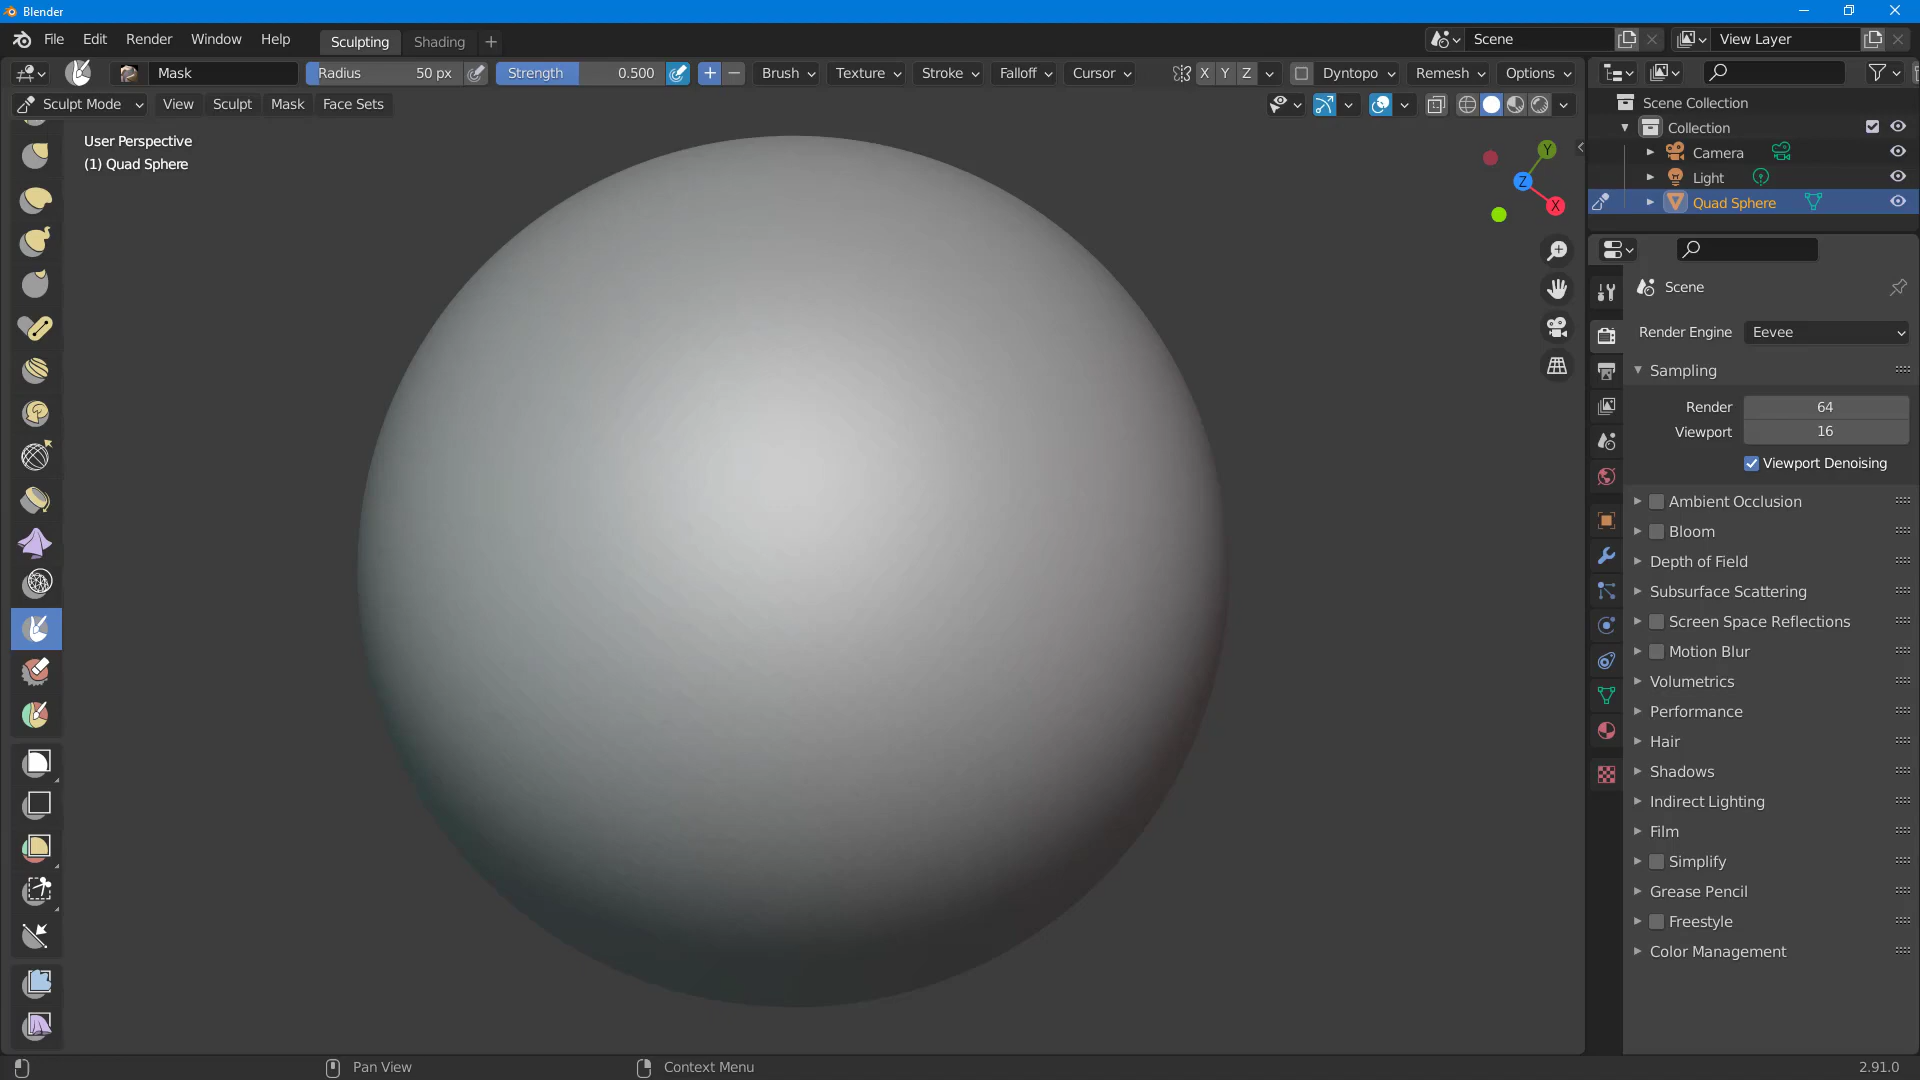 Blender
File Edit Render Window Help Sculpting Shading + Scene View Layer
Mask Radius 50 px Strength 0.500 + − Brush Texture Stroke Falloff Cursor X Y Z Dyntopo Remesh Options
Sculpt Mode View Sculpt Mask Face Sets
User Perspective
(1) Quad Sphere
Y
Z
X
Scene Collection
Collection
Camera
Light
Quad Sphere
Scene
Render Engine Eevee
Sampling
Render 64
Viewport 16
Viewport Denoising
Ambient Occlusion
Bloom
Depth of Field
Subsurface Scattering
Screen Space Reflections
Motion Blur
Volumetrics
Performance
Hair
Shadows
Indirect Lighting
Film
Simplify
Grease Pencil
Freestyle
Color Management
Pan View Context Menu 2.91.0